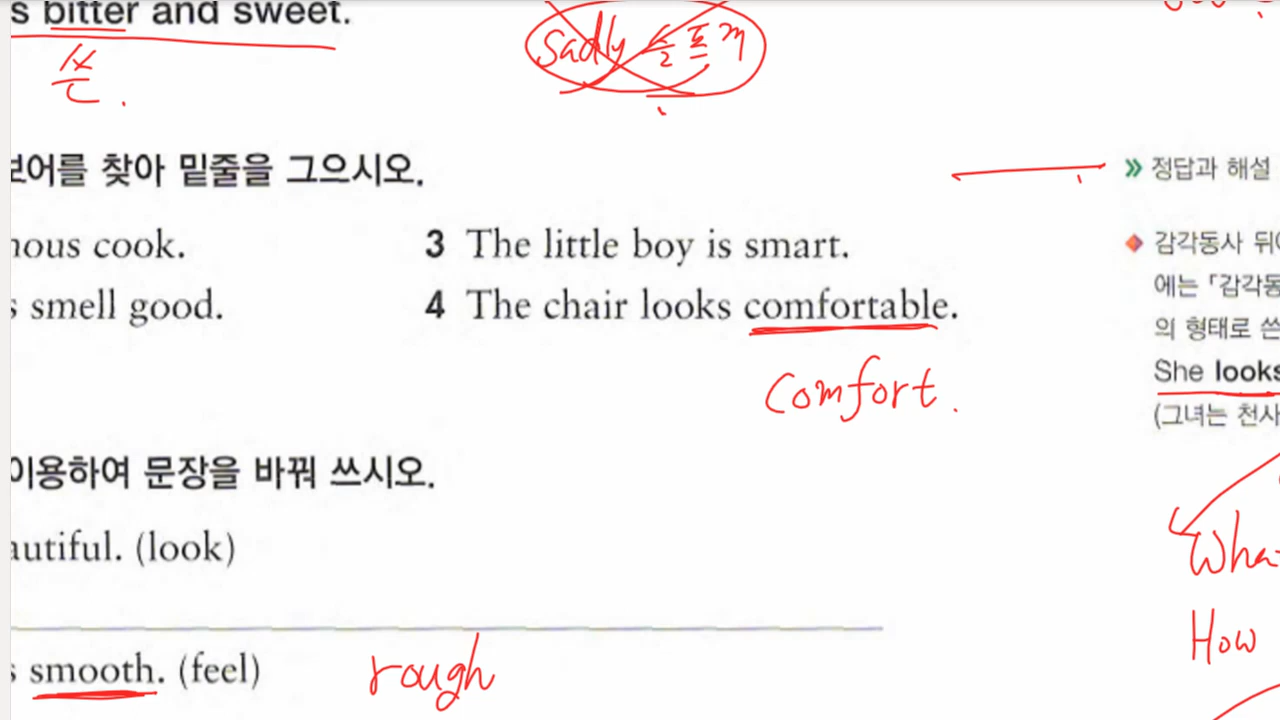 s bitter and sweet.
쓴.
sadly 슬프게
보어를 찾아 밑줄을 그으시오.
정답과 해설
nous cook.
3 The little boy is smart.
감각동사 뒤에
s smell good.
4 The chair looks comfortable.
에는 「감각동
의 형태로 쓴
comfort.
She looks
(그녀는 천사
이용하여 문장을 바꿔 쓰시오.
autiful. (look)
Wha
How
s smooth. (feel)
rough